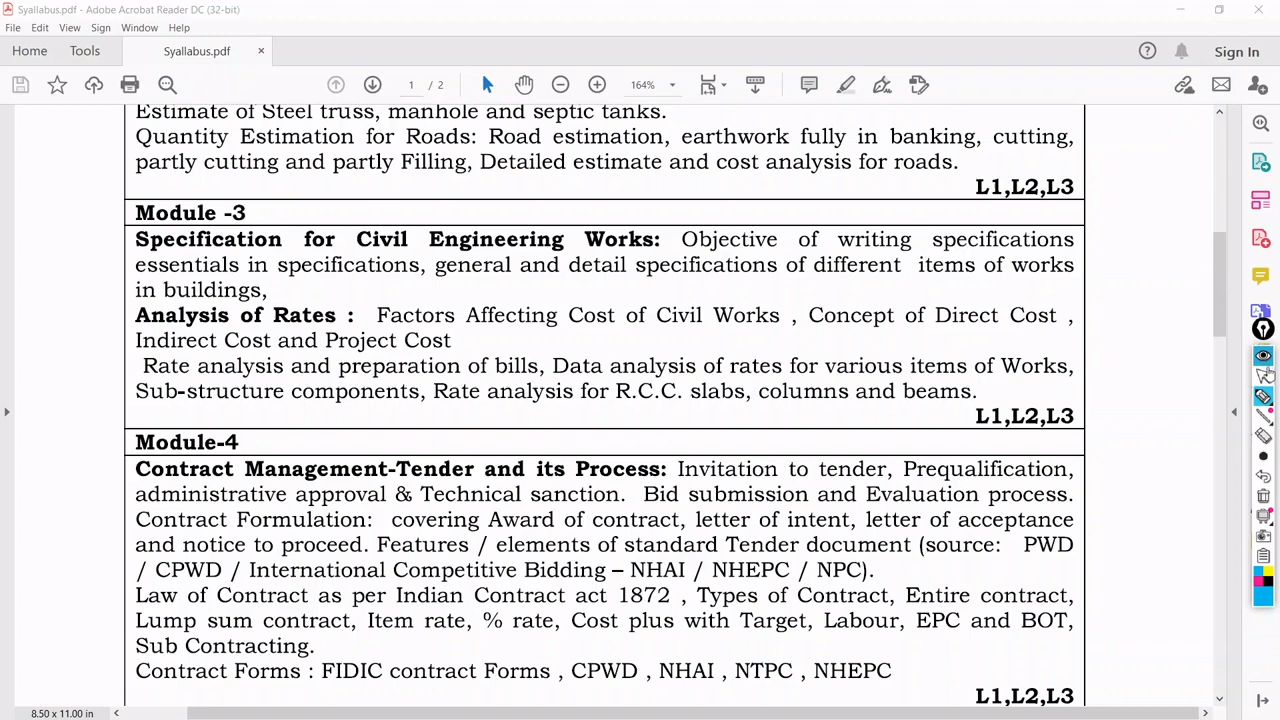 Syallabus.pdf - Adobe Acrobat Reader DC (32-bit)
File Edit View Sign Window Help
Home Tools Syallabus.pdf × Sign In
1 / 2 164%
Estimate of Steel truss, manhole and septic tanks.
Quantity Estimation for Roads: Road estimation, earthwork fully in banking, cutting,
partly cutting and partly Filling, Detailed estimate and cost analysis for roads.
L1,L2,L3
Module -3
Specification for Civil Engineering Works: Objective of writing specifications
essentials in specifications, general and detail specifications of different items of works
in buildings,
Analysis of Rates : Factors Affecting Cost of Civil Works , Concept of Direct Cost ,
Indirect Cost and Project Cost
Rate analysis and preparation of bills, Data analysis of rates for various items of Works,
Sub-structure components, Rate analysis for R.C.C. slabs, columns and beams.
L1,L2,L3
Module-4
Contract Management-Tender and its Process: Invitation to tender, Prequalification,
administrative approval & Technical sanction. Bid submission and Evaluation process.
Contract Formulation: covering Award of contract, letter of intent, letter of acceptance
and notice to proceed. Features / elements of standard Tender document (source: PWD
/ CPWD / International Competitive Bidding – NHAI / NHEPC / NPC).
Law of Contract as per Indian Contract act 1872 , Types of Contract, Entire contract,
Lump sum contract, Item rate, % rate, Cost plus with Target, Labour, EPC and BOT,
Sub Contracting.
Contract Forms : FIDIC contract Forms , CPWD , NHAI , NTPC , NHEPC
L1,L2,L3
8.50 x 11.00 in